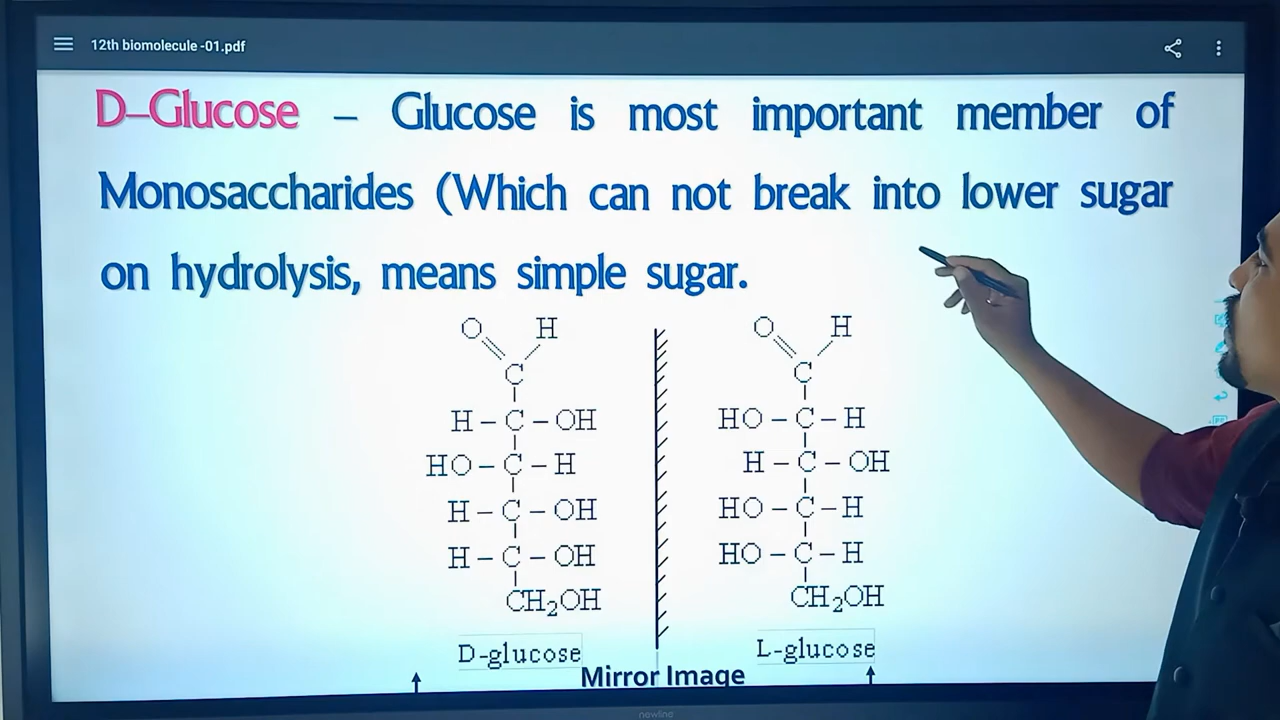 12th biomolecule -01.pdf
D–Glucose – Glucose is most important member of
Monosaccharides (Which can not break into lower sugar
on hydrolysis, means simple sugar.
O H O H
C C
H – C – OH HO – C – H
HO – C – H H – C – OH
H – C – OH HO – C – H
H – C – OH HO – C – H
CH₂OH CH₂OH
D-glucose L-glucose
Mirror Image
newline